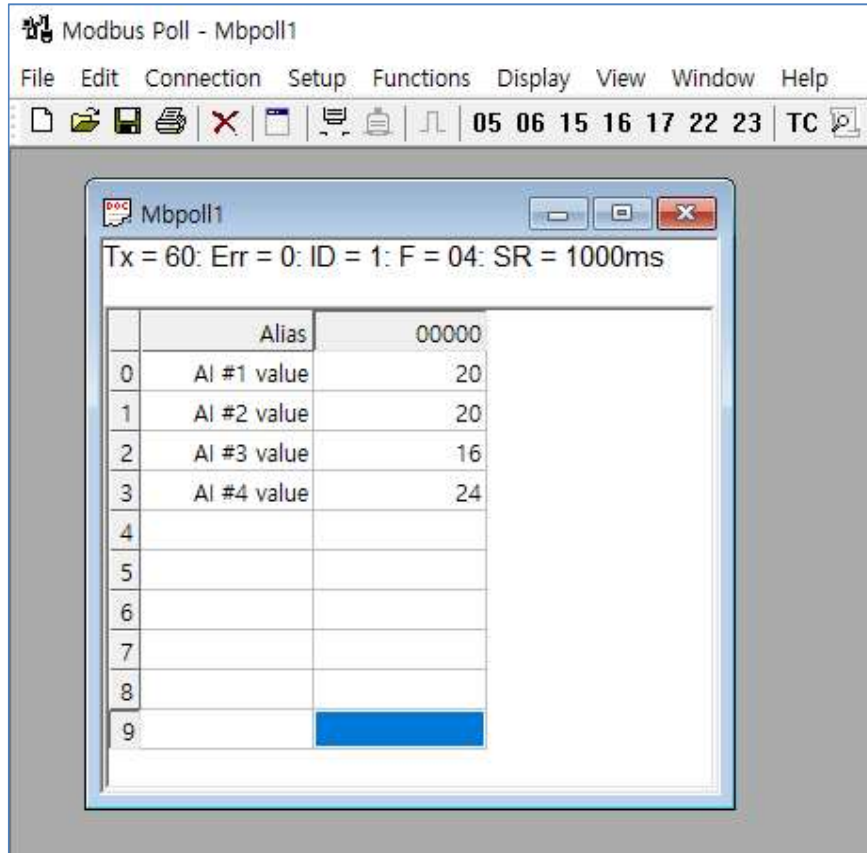 Modbus Poll - Mbpoll1
File Edit Connection Setup Functions Display View Window Help
05 06 15 16 17 22 23 TC
DOC Mbpoll1
Tx = 60: Err = 0: ID = 1: F = 04: SR = 1000ms
Alias 00000
0 AI #1 value 20
1 AI #2 value 20
2 AI #3 value 16
3 AI #4 value 24
4
5
6
7
8
9